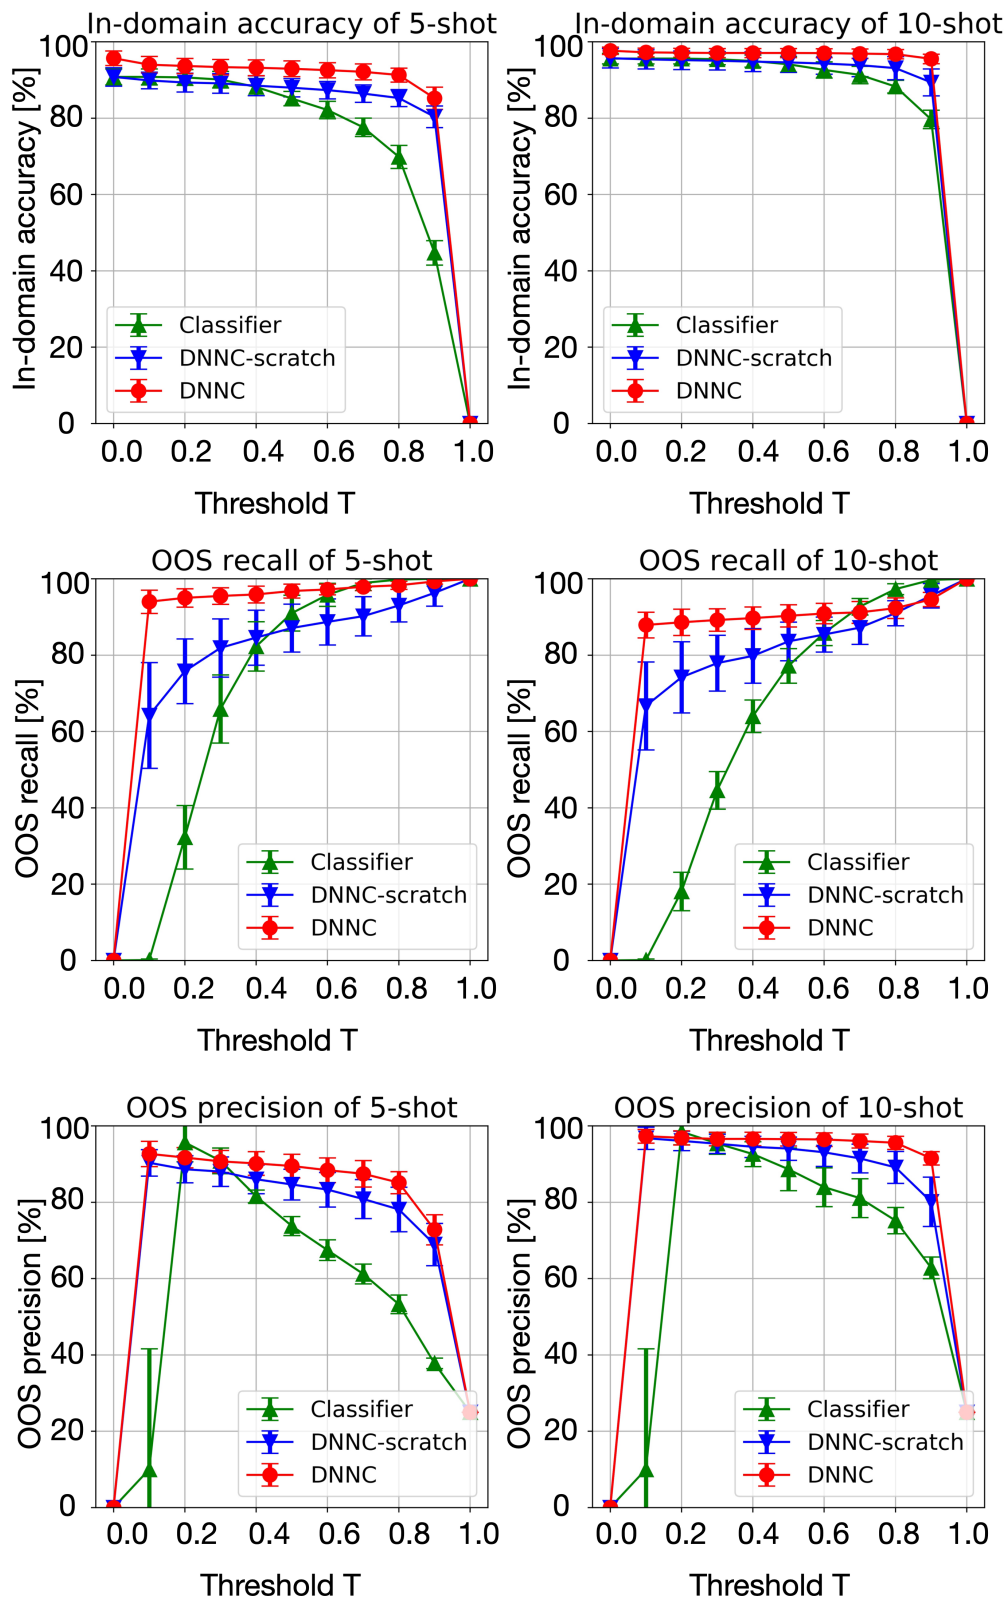 In-domain accuracy of 5-shot
In-domain accuracy [%]
100
80
60
40
20
0
Classifier
DNNC-scratch
DNNC
0.0 0.2 0.4 0.6 0.8 1.0
Threshold T
In-domain accuracy of 10-shot
In-domain accuracy [%]
100
80
60
40
20
0
Classifier
DNNC-scratch
DNNC
0.0 0.2 0.4 0.6 0.8 1.0
Threshold T
OOS recall of 5-shot
OOS recall [%]
100
80
60
40
20
0
Classifier
DNNC-scratch
DNNC
0.0 0.2 0.4 0.6 0.8 1.0
Threshold T
OOS recall of 10-shot
OOS recall [%]
100
80
60
40
20
0
Classifier
DNNC-scratch
DNNC
0.0 0.2 0.4 0.6 0.8 1.0
Threshold T
OOS precision of 5-shot
OOS precision [%]
100
80
60
40
20
0
Classifier
DNNC-scratch
DNNC
0.0 0.2 0.4 0.6 0.8 1.0
Threshold T
OOS precision of 10-shot
OOS precision [%]
100
80
60
40
20
0
Classifier
DNNC-scratch
DNNC
0.0 0.2 0.4 0.6 0.8 1.0
Threshold T